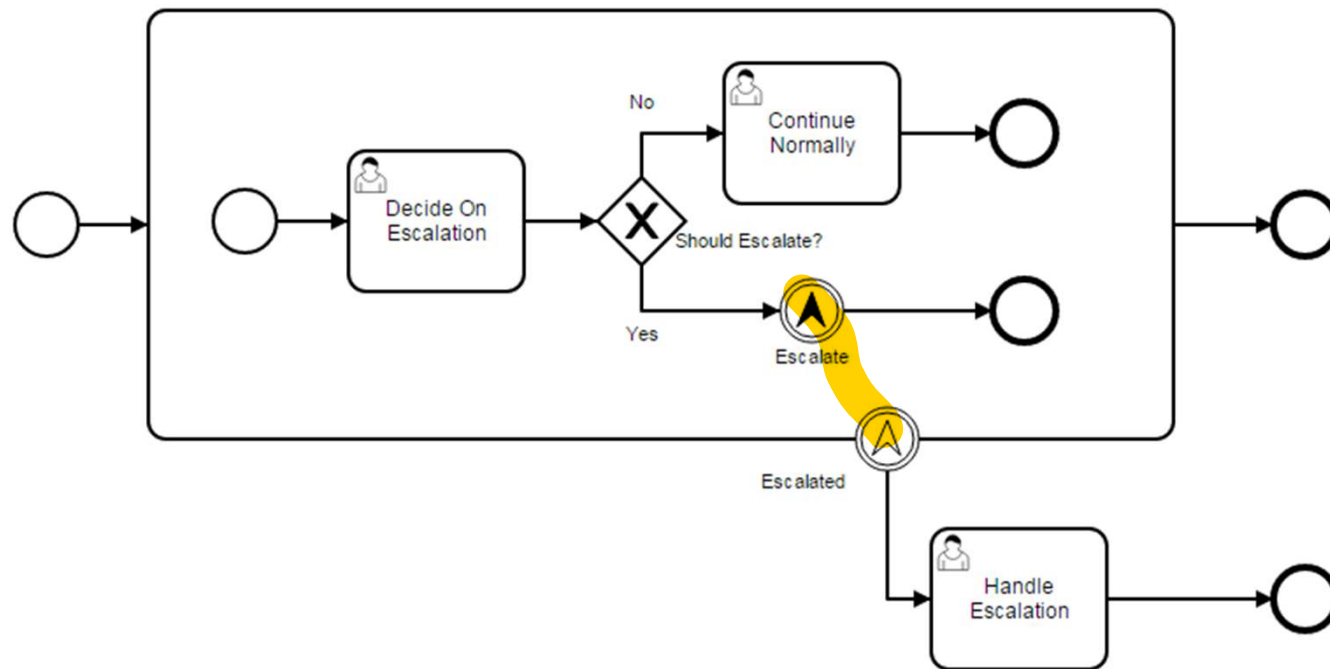 No
Continue
Normally
Decide On
Escalation
Should Escalate?
Yes
Escalate
Escalated
Handle
Escalation